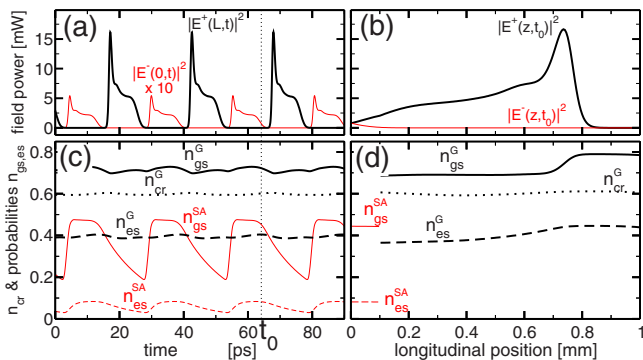 (a)
|E⁺(L,t)|²
|E⁻(0,t)|²
x 10
field power [mW]
15
10
5
0
(b)
|E⁺(z,t₀)|²
|E⁻(z,t₀)|²
(c)
n_gs^G
n_cr^G
n_gs^SA
n_es^G
n_es^SA
n_cr & probabilities n_gs,es
0.8
0.6
0.4
0.2
0
0 20 40 60 80
time [ps] t₀
(d)
n_gs^G
n_cr^G
n_gs^SA
n_es^G
n_es^SA
0 0.2 0.4 0.6 0.8 1
longitudinal position [mm]